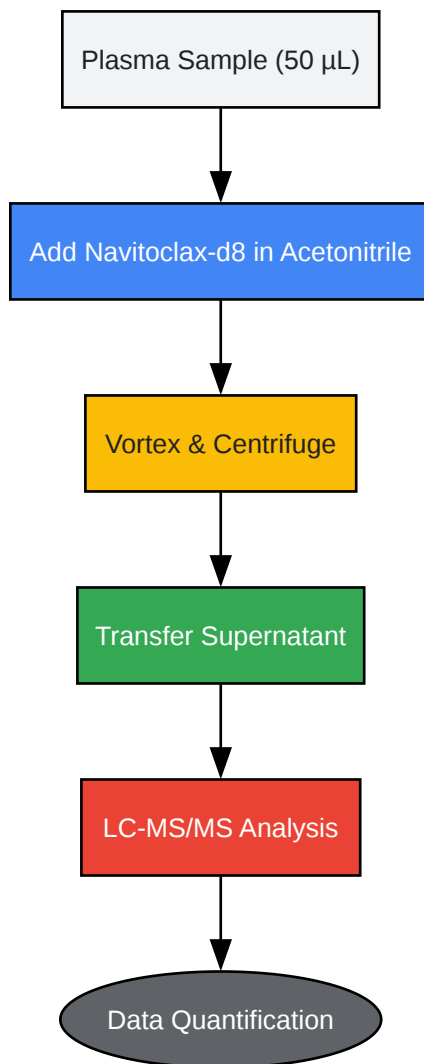 Plasma Sample (50 µL)
Add Navitoclax-d8 in Acetonitrile
Vortex & Centrifuge
Transfer Supernatant
LC-MS/MS Analysis
Data Quantification